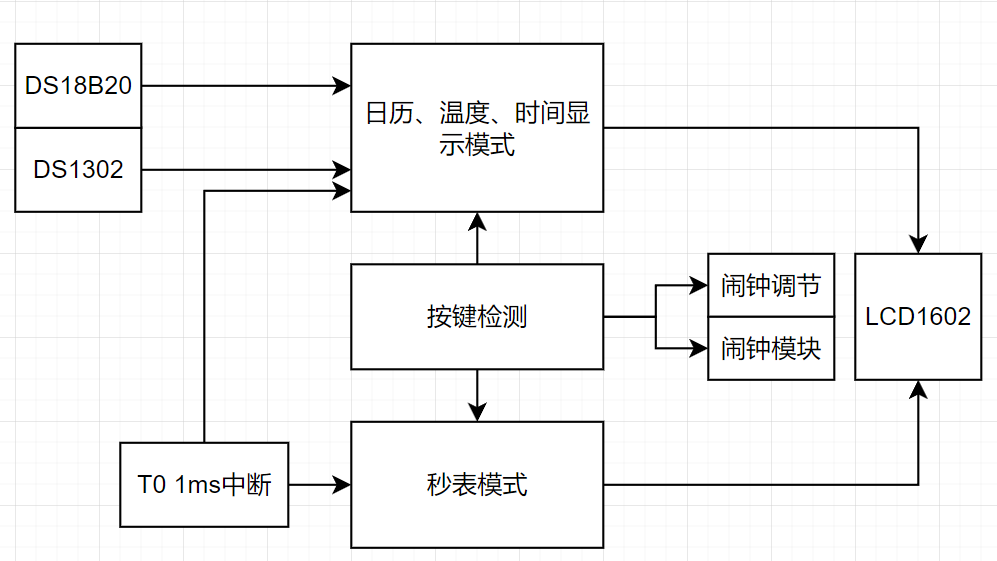 DS18B20
DS1302
日历、温度、时间显
示模式
按键检测
闹钟调节
闹钟模块
LCD1602
T0 1ms中断
秒表模式